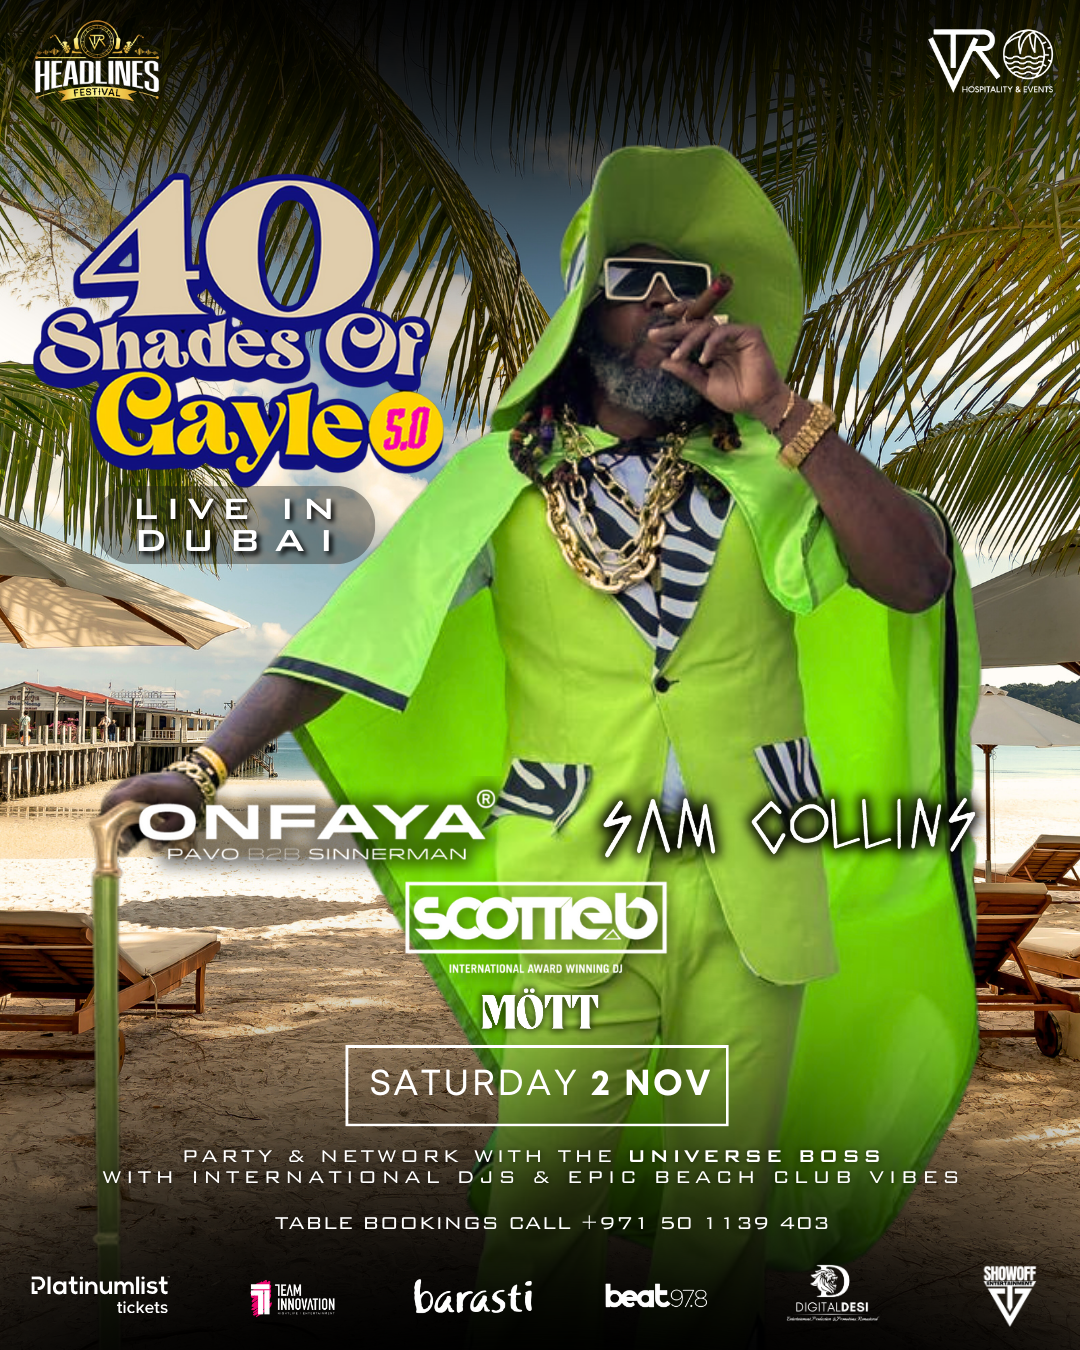 HEADLINES
FESTIVAL
TVR
HOSPITALITY & EVENTS
40
Shades Of
Gayle 5.0
LIVE IN
DUBAI
ONFAYA®
PAVO B2B SINNERMAN
SAM COLLINS
SCOTTIE.b
INTERNATIONAL AWARD WINNING DJ
MÖTT
SATURDAY 2 NOV
PARTY & NETWORK WITH THE UNIVERSE BOSS
WITH INTERNATIONAL DJS & EPIC BEACH CLUB VIBES
TABLE BOOKINGS CALL +971 50 1139 403
Platinumlist
tickets
TEAM
INNOVATION
barasti
beat97.8
DIGITALDESI
SHOWOFF
ENTERTAINMENT